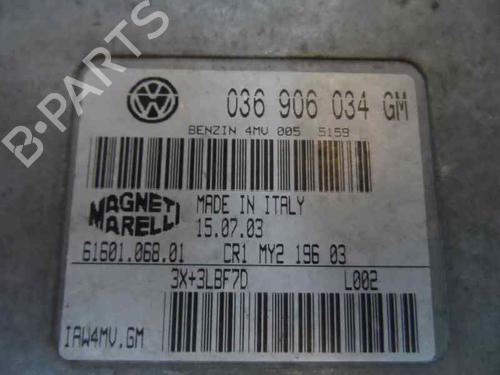 036 906 034 GM
BENZIN 4MV 005 5159
MAGNETI
MARELLI
MADE IN ITALY
15.07.03
61601.068.01 CR1 MY2 196 03
3X+3LBF7D L002
IAW4MV.GM